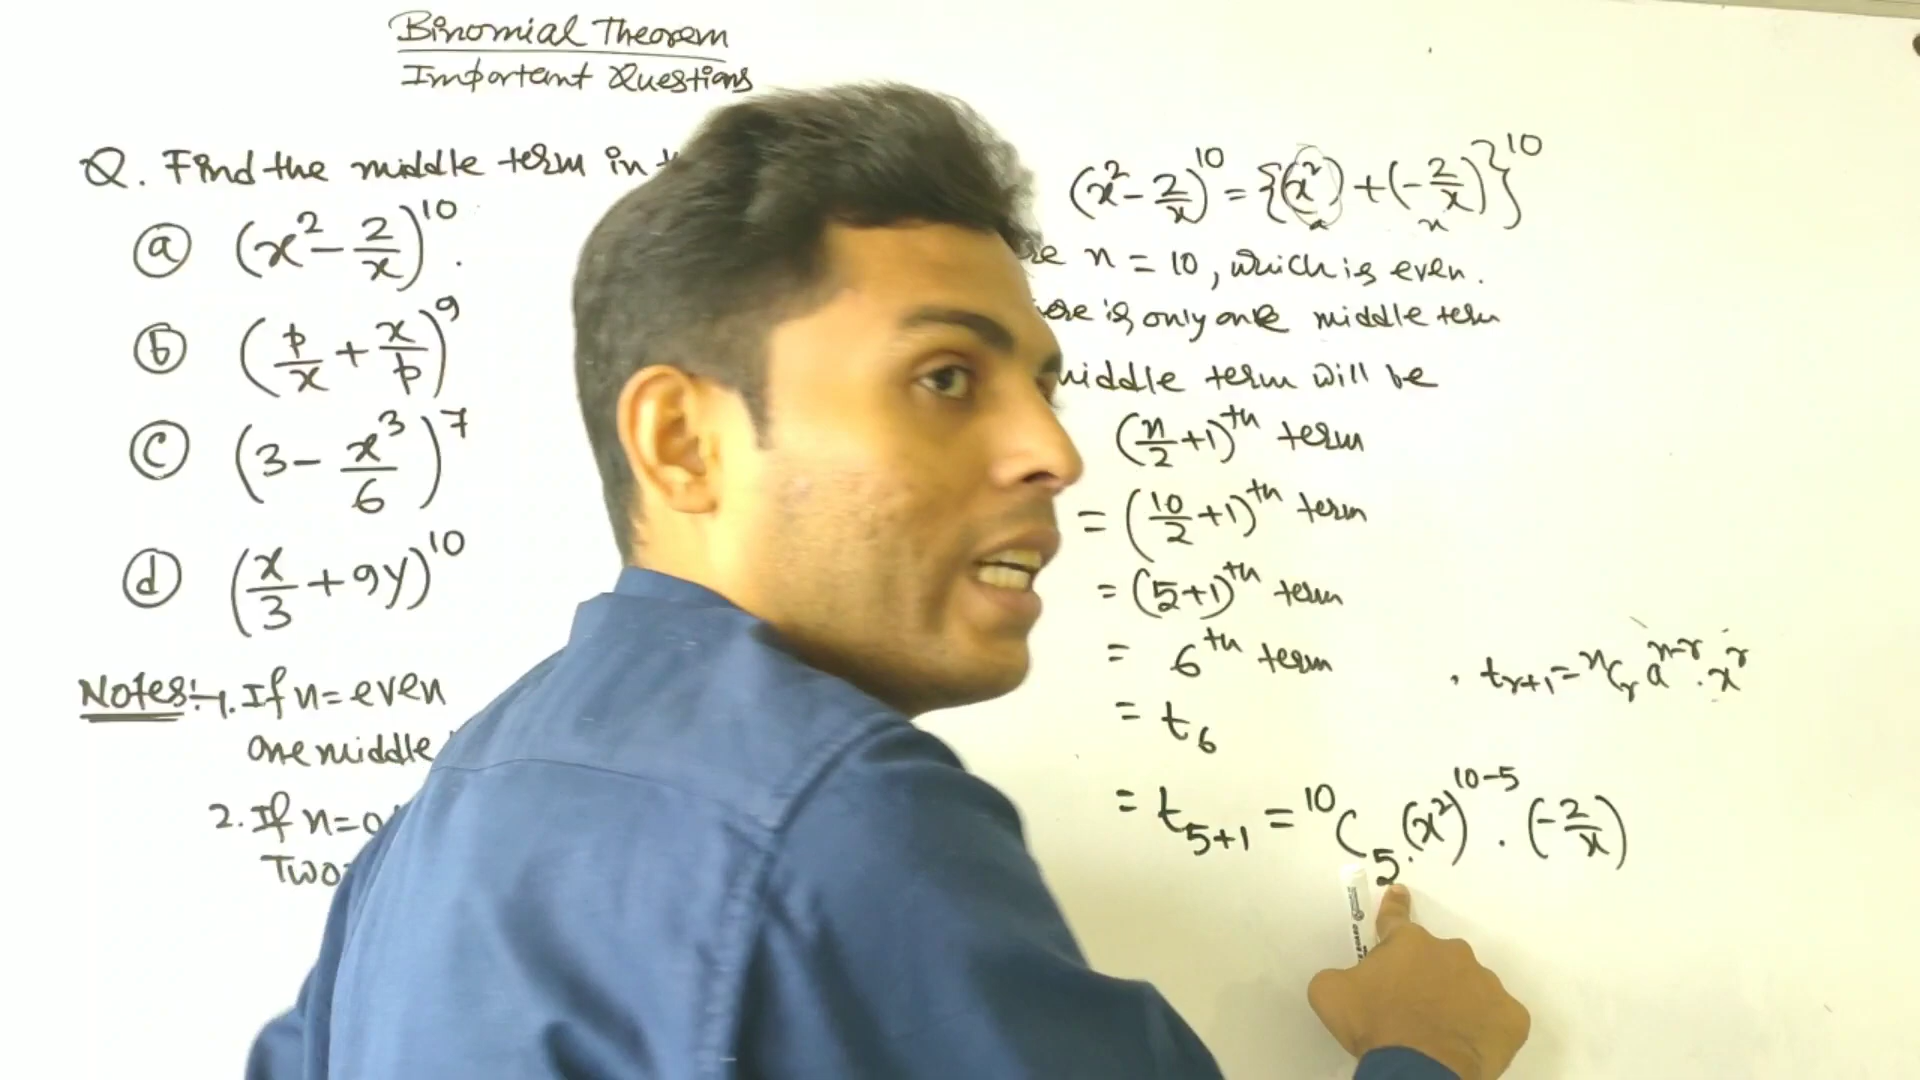 Binomial Theorem
Important Questions
Q. Find the middle term in
ⓐ (x² - 2/x)¹⁰.
ⓑ (p/x + x/p)⁹
ⓒ (3 - x³/6)⁷
ⓓ (x/3 + 9y)¹⁰
Notes:- 1. If n = even
One middle
2. If n =
Two
(x² - 2/x)¹⁰ = {(x²) + (-2/x)}¹⁰
a x
n = 10, which is even.
is only one middle term
middle term will be
(n/2 + 1)ᵗʰ term
= (10/2 + 1)ᵗʰ term
= (5+1)ᵗʰ term
= 6ᵗʰ term
= t₆
= t₅₊₁ = ¹⁰C₅.(x²)¹⁰⁻⁵ . (-2/x)
tᵣ₊₁ = ⁿCᵣ aⁿ⁻ʳ . xʳ